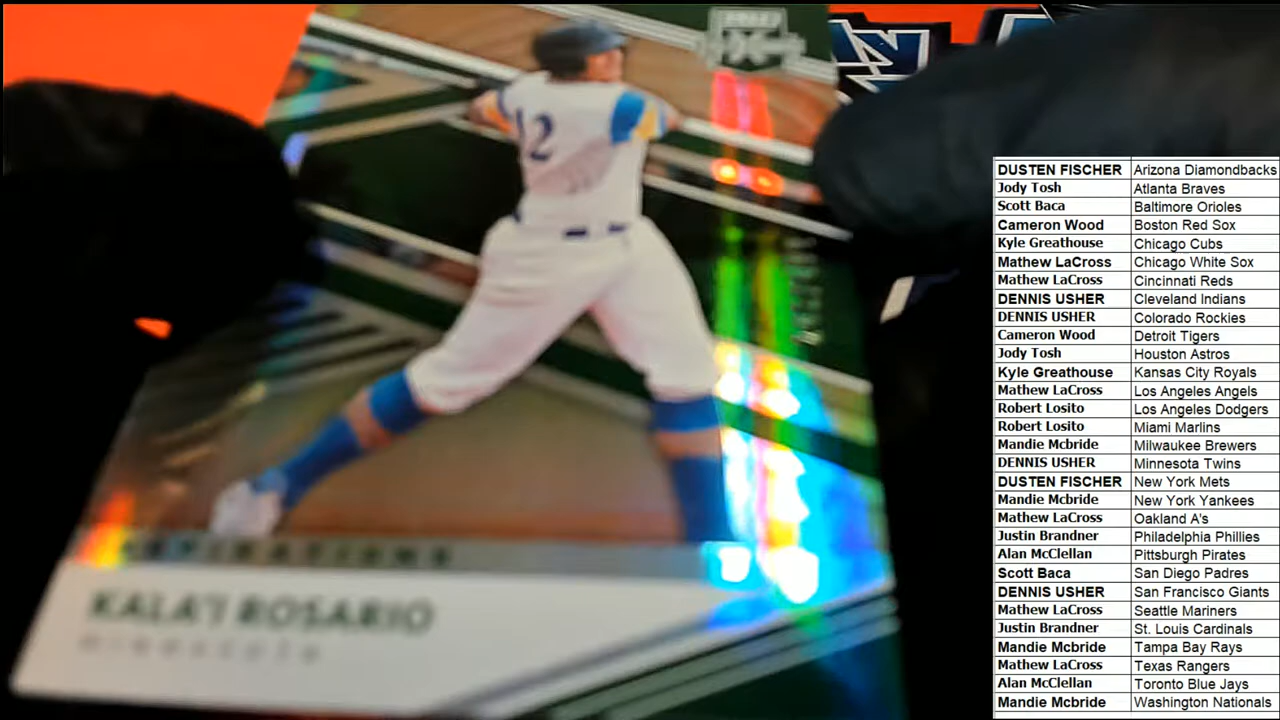 12
ASPIRATIONS
KALA'I ROSARIO
MINNESOTA
DUSTEN FISCHER Arizona Diamondbacks
Jody Tosh Atlanta Braves
Scott Baca Baltimore Orioles
Cameron Wood Boston Red Sox
Kyle Greathouse Chicago Cubs
Mathew LaCross Chicago White Sox
Mathew LaCross Cincinnati Reds
DENNIS USHER Cleveland Indians
DENNIS USHER Colorado Rockies
Cameron Wood Detroit Tigers
Jody Tosh Houston Astros
Kyle Greathouse Kansas City Royals
Mathew LaCross Los Angeles Angels
Robert Losito Los Angeles Dodgers
Robert Losito Miami Marlins
Mandie Mcbride Milwaukee Brewers
DENNIS USHER Minnesota Twins
DUSTEN FISCHER New York Mets
Mandie Mcbride New York Yankees
Mathew LaCross Oakland A's
Justin Brandner Philadelphia Phillies
Alan McClellan Pittsburgh Pirates
Scott Baca San Diego Padres
DENNIS USHER San Francisco Giants
Mathew LaCross Seattle Mariners
Justin Brandner St. Louis Cardinals
Mandie Mcbride Tampa Bay Rays
Mathew LaCross Texas Rangers
Alan McClellan Toronto Blue Jays
Mandie Mcbride Washington Nationals